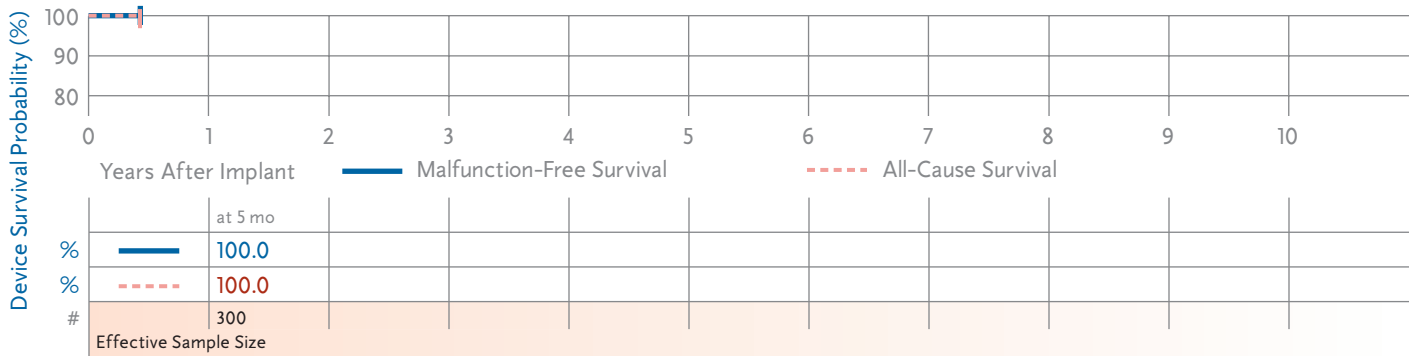 Device Survival Probability (%)
100
90
80
0 1 2 3 4 5 6 7 8 9 10
Years After Implant Malfunction-Free Survival All-Cause Survival
at 5 mo
% 100.0
% 100.0
# 300
Effective Sample Size